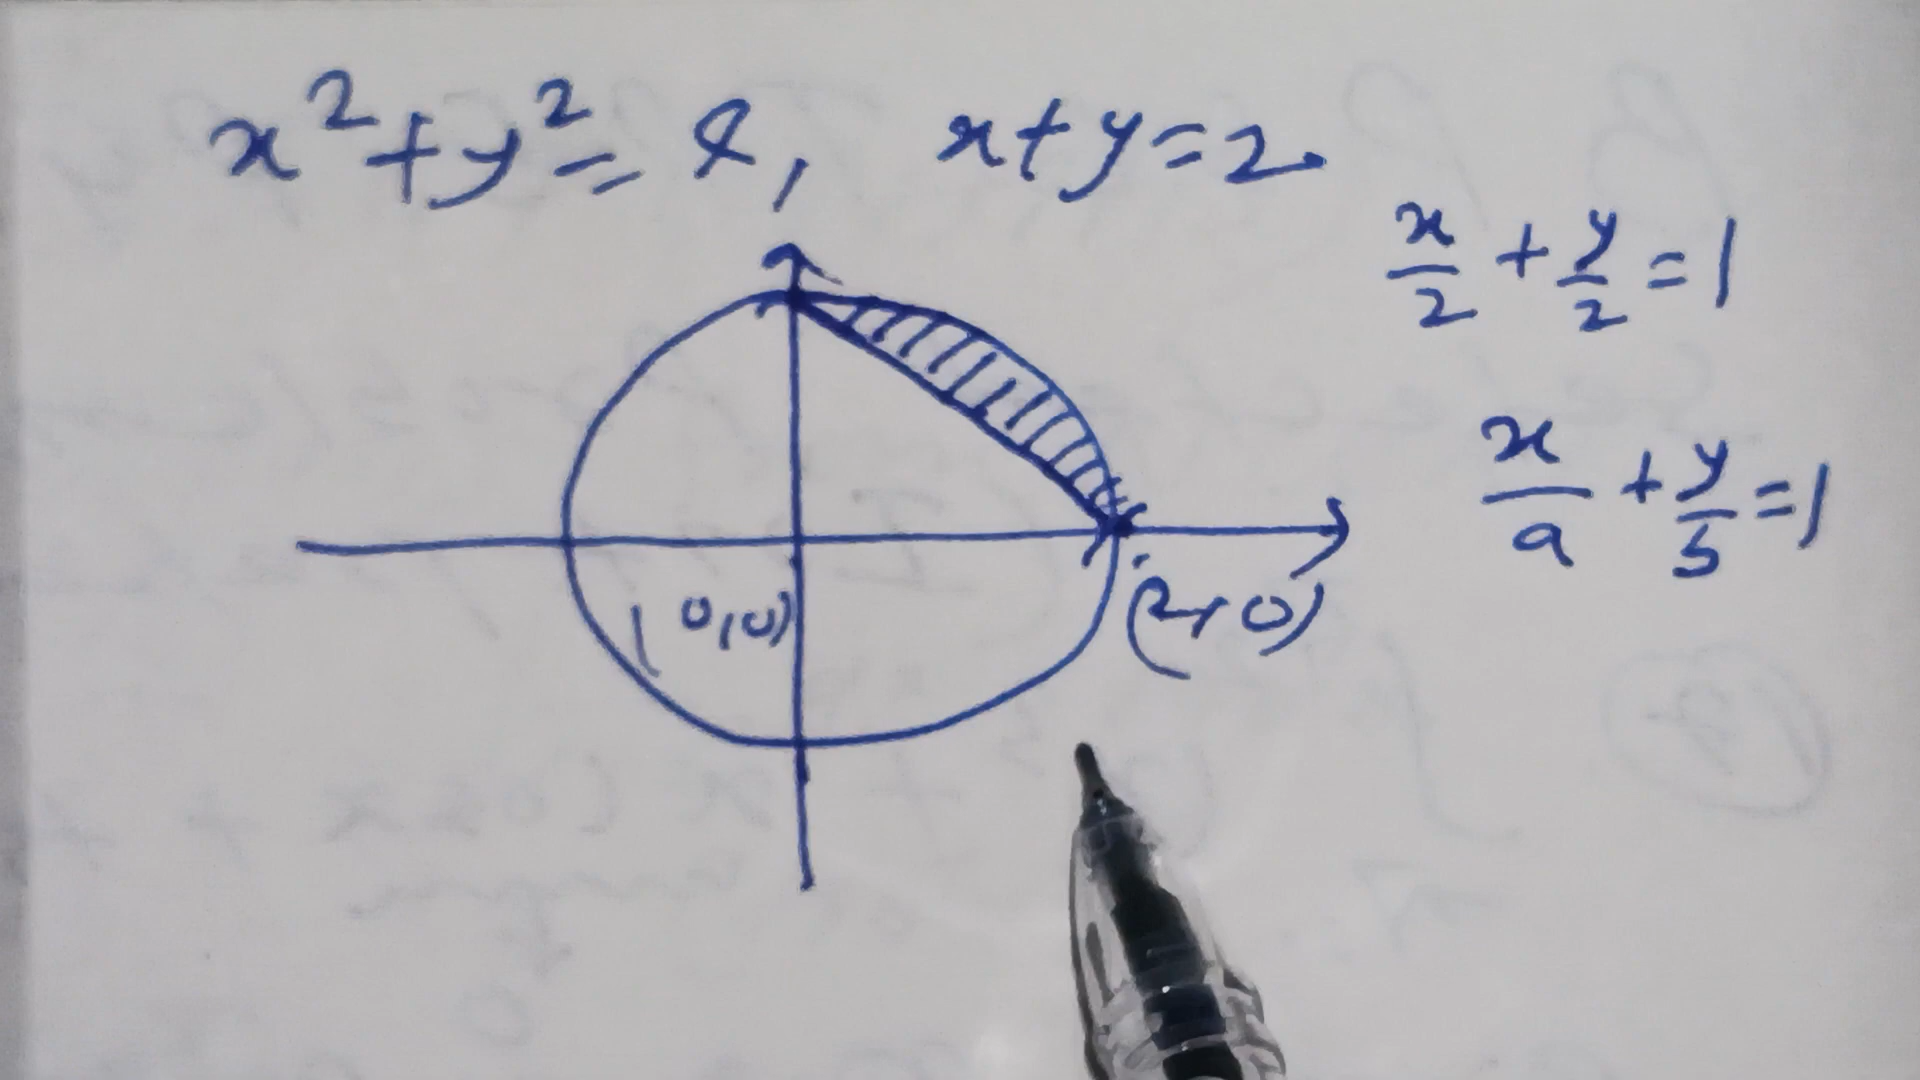 x² + y² = 4, x + y = 2.
x/2 + y/2 = 1
x/a + y/b = 1
(0,0)
(2,0)